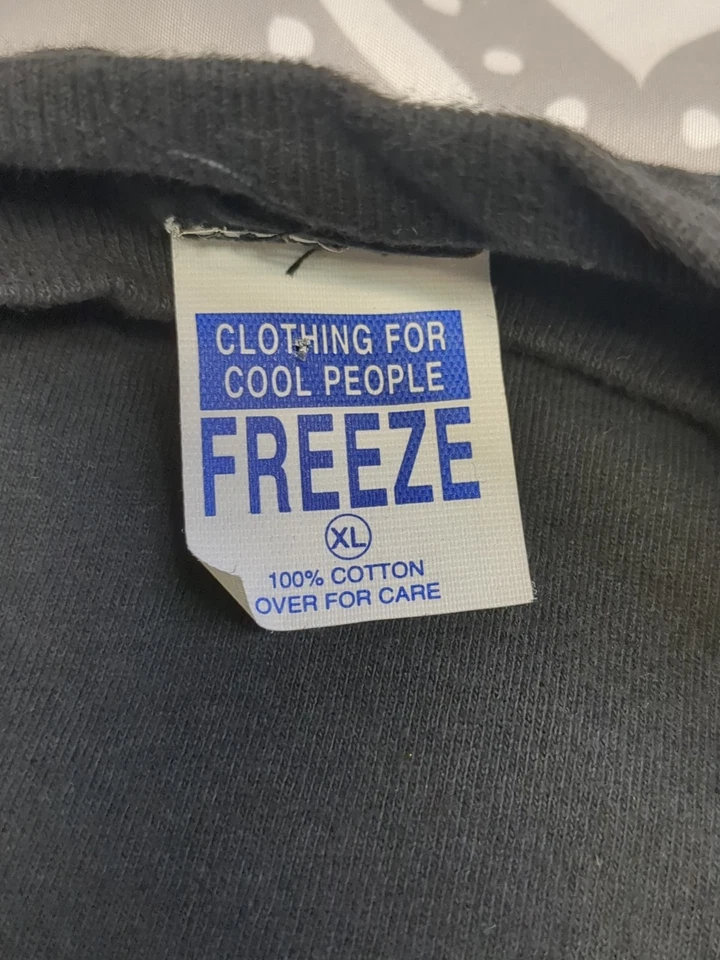 CLOTHING FOR
COOL PEOPLE
FREEZE
XL
100% COTTON
OVER FOR CARE